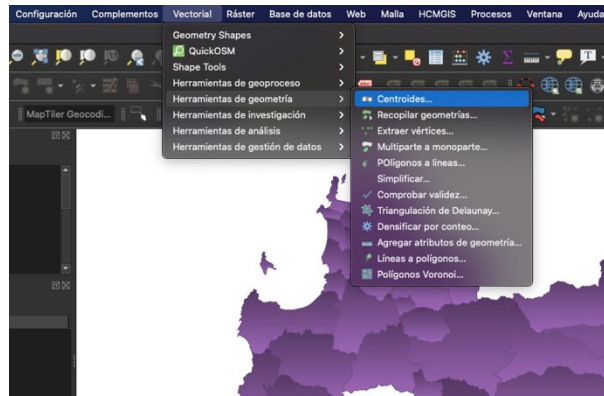 Configuración Complementos Vectorial Ráster Base de datos Web Malla HCMGIS Procesos Ventana Ayuda
Geometry Shapes
QuickOSM
Shape Tools
Herramientas de geoproceso
Herramientas de geometría
Herramientas de investigación
Herramientas de análisis
Herramientas de gestión de datos
MapTiler Geocodi...
Centroides...
Recopilar geometrías...
Extraer vértices...
Multiparte a monoparte...
POlígonos a líneas...
Simplificar...
Comprobar validez...
Triangulación de Delaunay...
Densificar por conteo...
Agregar atributos de geometría...
Líneas a polígonos...
Polígonos Voronoi...